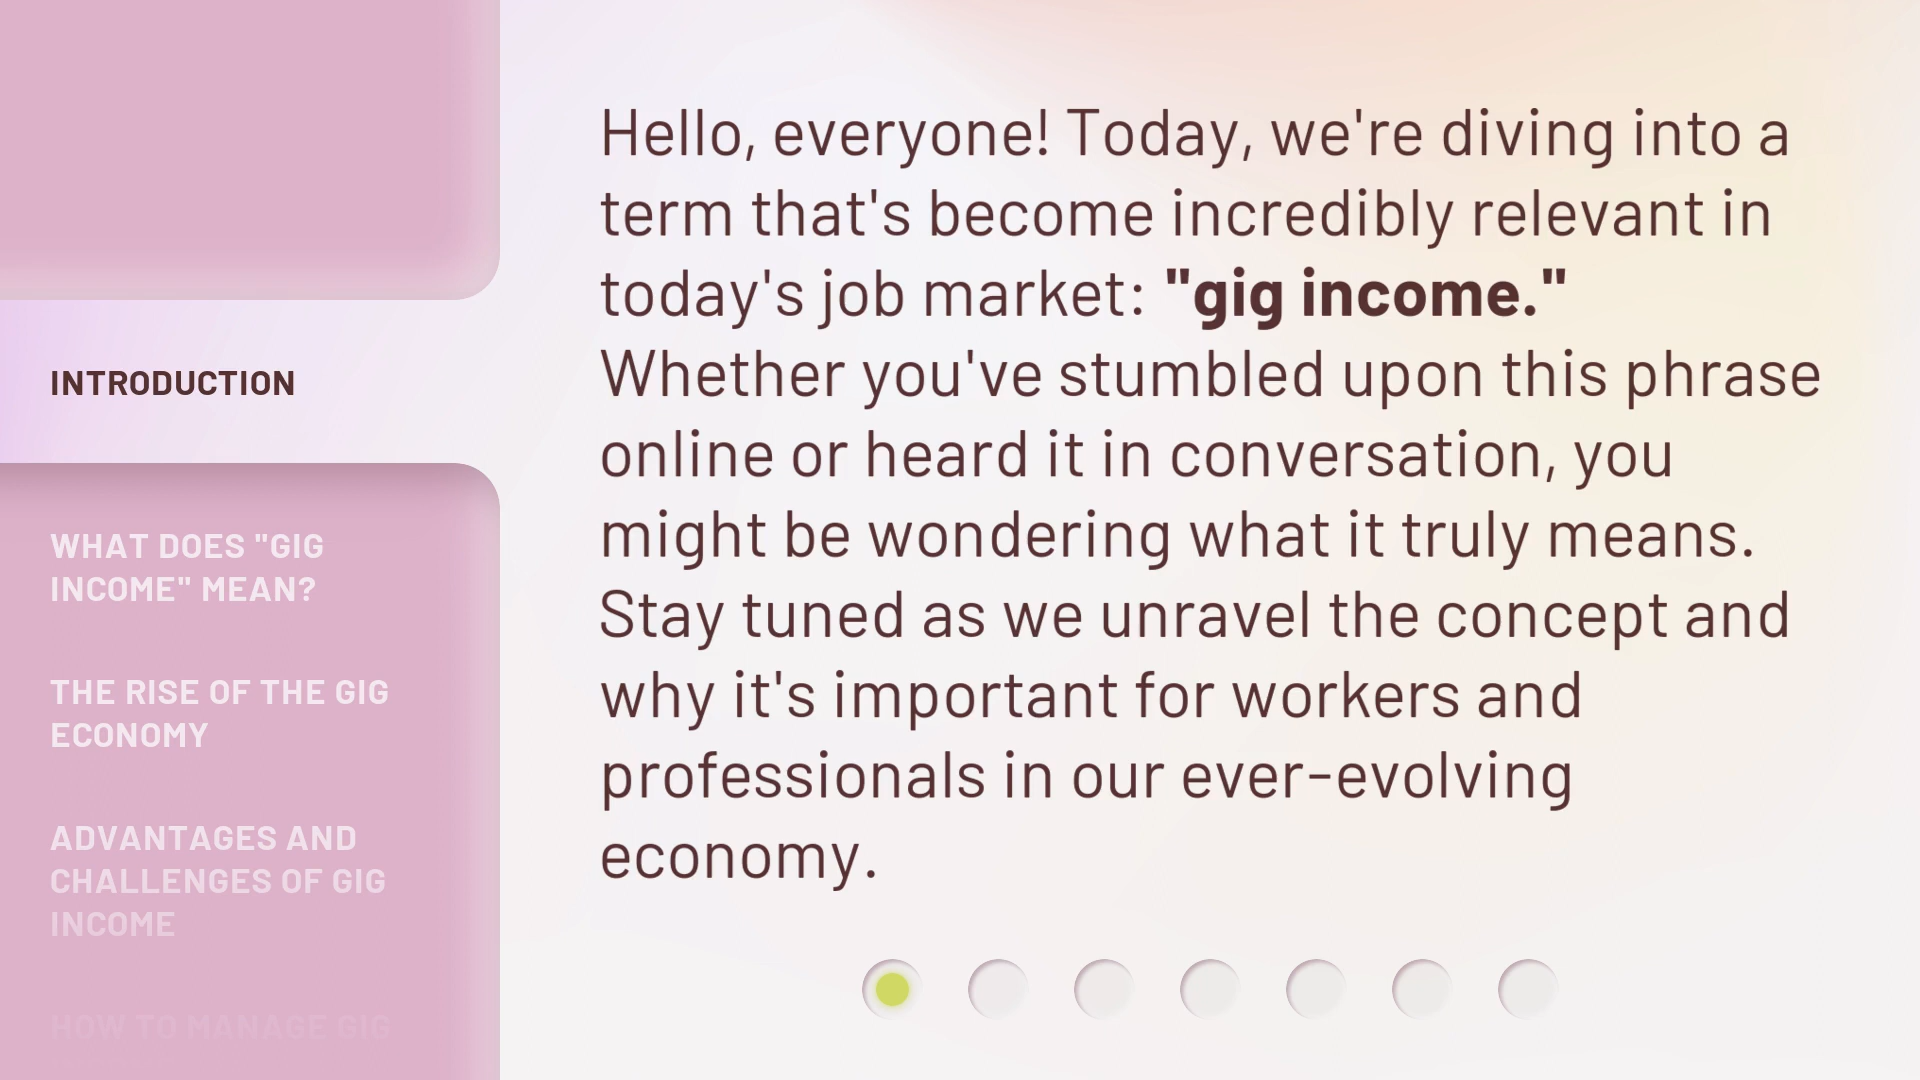 INTRODUCTION
WHAT DOES "GIG
INCOME" MEAN?
THE RISE OF THE GIG
ECONOMY
ADVANTAGES AND
CHALLENGES OF GIG
INCOME
HOW TO MANAGE GIG
Hello, everyone! Today, we're diving into a
term that's become incredibly relevant in
today's job market: "gig income."
Whether you've stumbled upon this phrase
online or heard it in conversation, you
might be wondering what it truly means.
Stay tuned as we unravel the concept and
why it's important for workers and
professionals in our ever-evolving
economy.